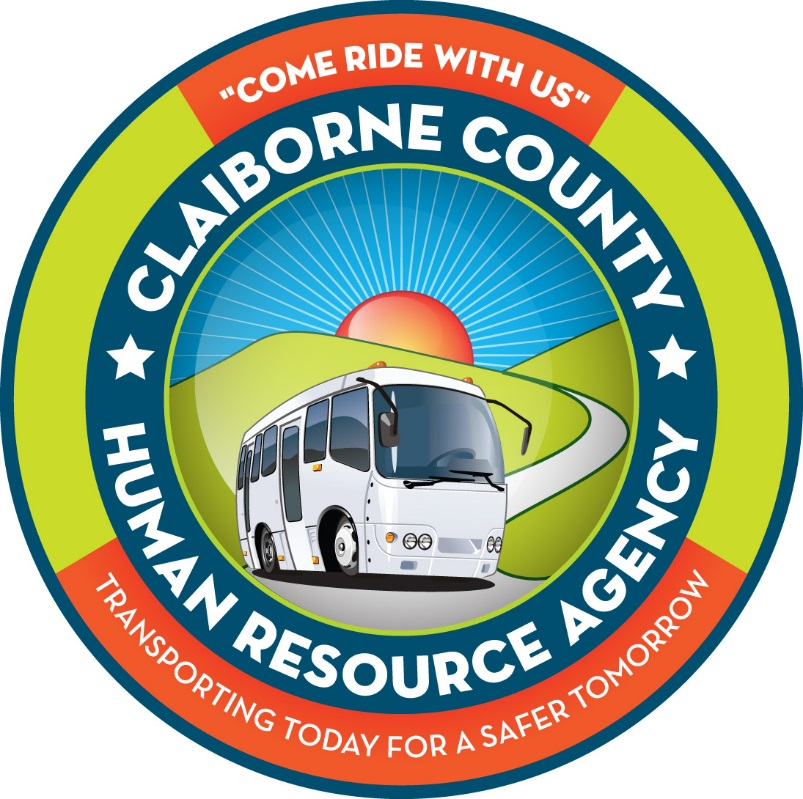 "COME RIDE WITH US"
CLAIBORNE COUNTY
HUMAN RESOURCE AGENCY
TRANSPORTING TODAY FOR A SAFER TOMORROW